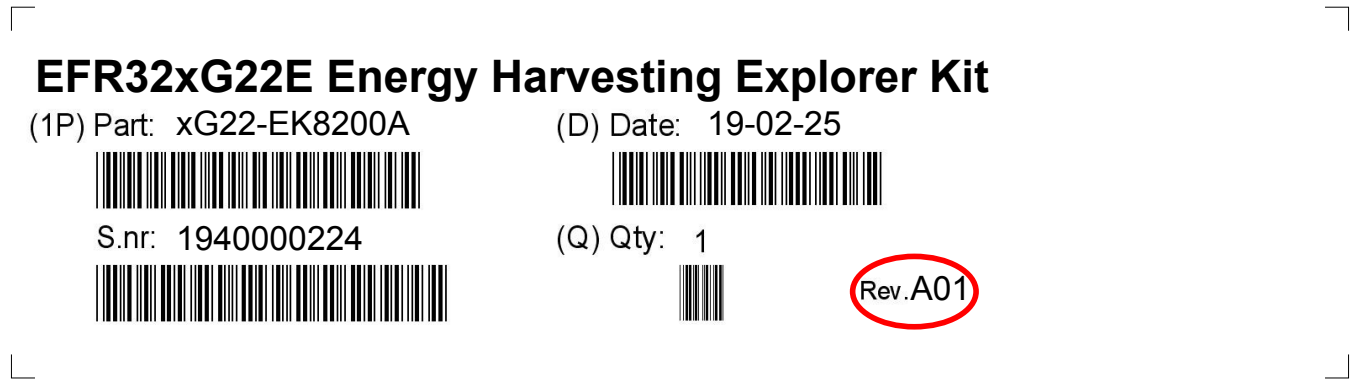 EFR32xG22E Energy Harvesting Explorer Kit
(1P) Part: xG22-EK8200A (D) Date: 19-02-25
S.nr: 1940000224 (Q) Qty: 1
Rev.A01